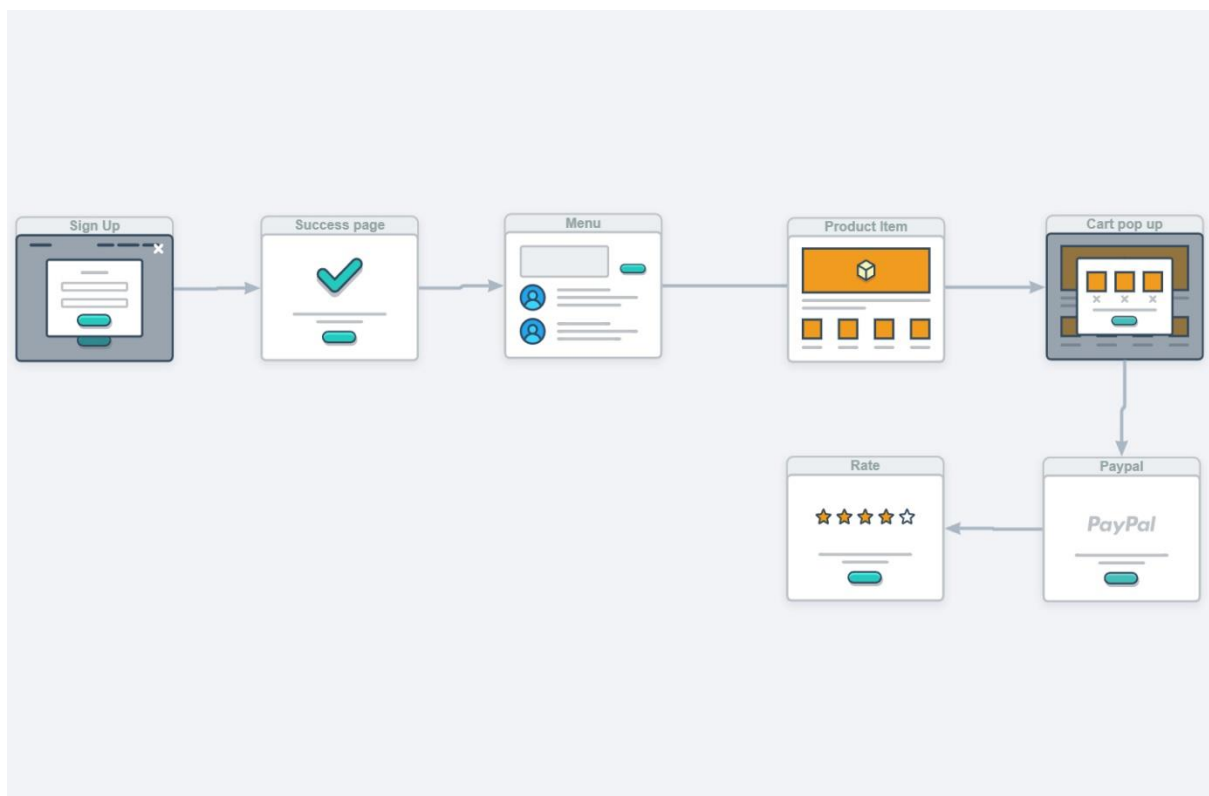 Sign Up
Success page
Menu
Product Item
Cart pop up
Rate
Paypal
PayPal